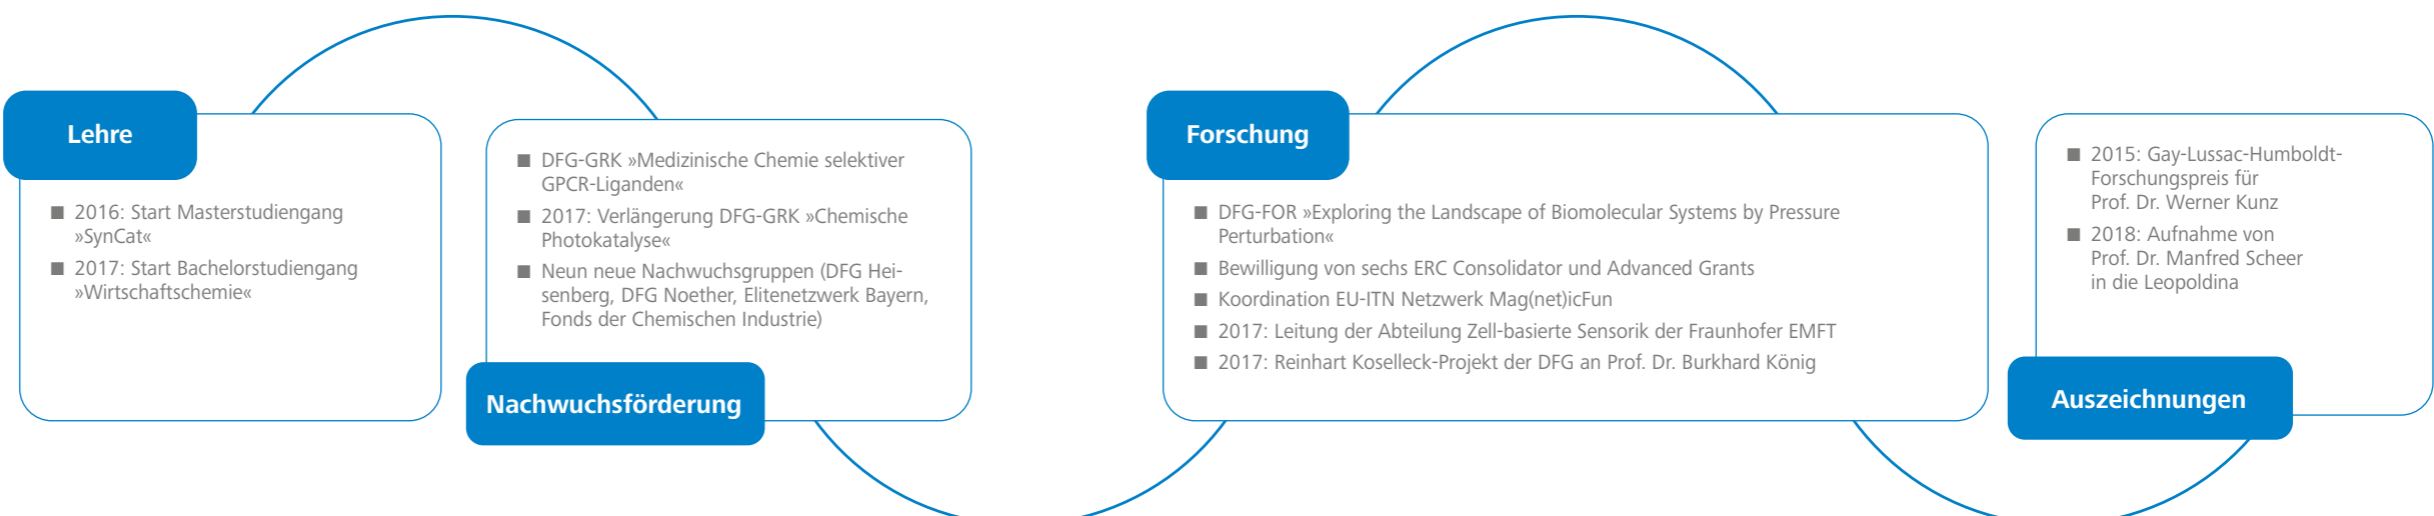 Lehre
■ 2016: Start Masterstudiengang
»SynCat«
■ 2017: Start Bachelorstudiengang
»Wirtschaftschemie«
■ DFG-GRK »Medizinische Chemie selektiver
GPCR-Liganden«
■ 2017: Verlängerung DFG-GRK »Chemische
Photokatalyse«
■ Neun neue Nachwuchsgruppen (DFG Hei-
senberg, DFG Noether, Elitenetzwerk Bayern,
Fonds der Chemischen Industrie)
Nachwuchsförderung
Forschung
■ DFG-FOR »Exploring the Landscape of Biomolecular Systems by Pressure
Perturbation«
■ Bewilligung von sechs ERC Consolidator und Advanced Grants
■ Koordination EU-ITN Netzwerk Mag(net)icFun
■ 2017: Leitung der Abteilung Zell-basierte Sensorik der Fraunhofer EMFT
■ 2017: Reinhart Koselleck-Projekt der DFG an Prof. Dr. Burkhard König
■ 2015: Gay-Lussac-Humboldt-
Forschungspreis für
Prof. Dr. Werner Kunz
■ 2018: Aufnahme von
Prof. Dr. Manfred Scheer
in die Leopoldina
Auszeichnungen